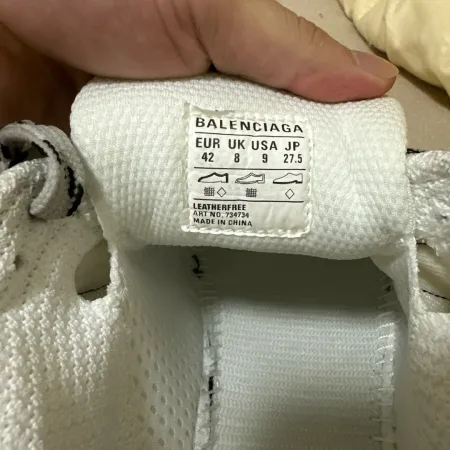 BALENCIAGA
EUR UK USA JP
42 8 9 27.5
LEATHERFREE
ART NO. 734734
MADE IN CHINA